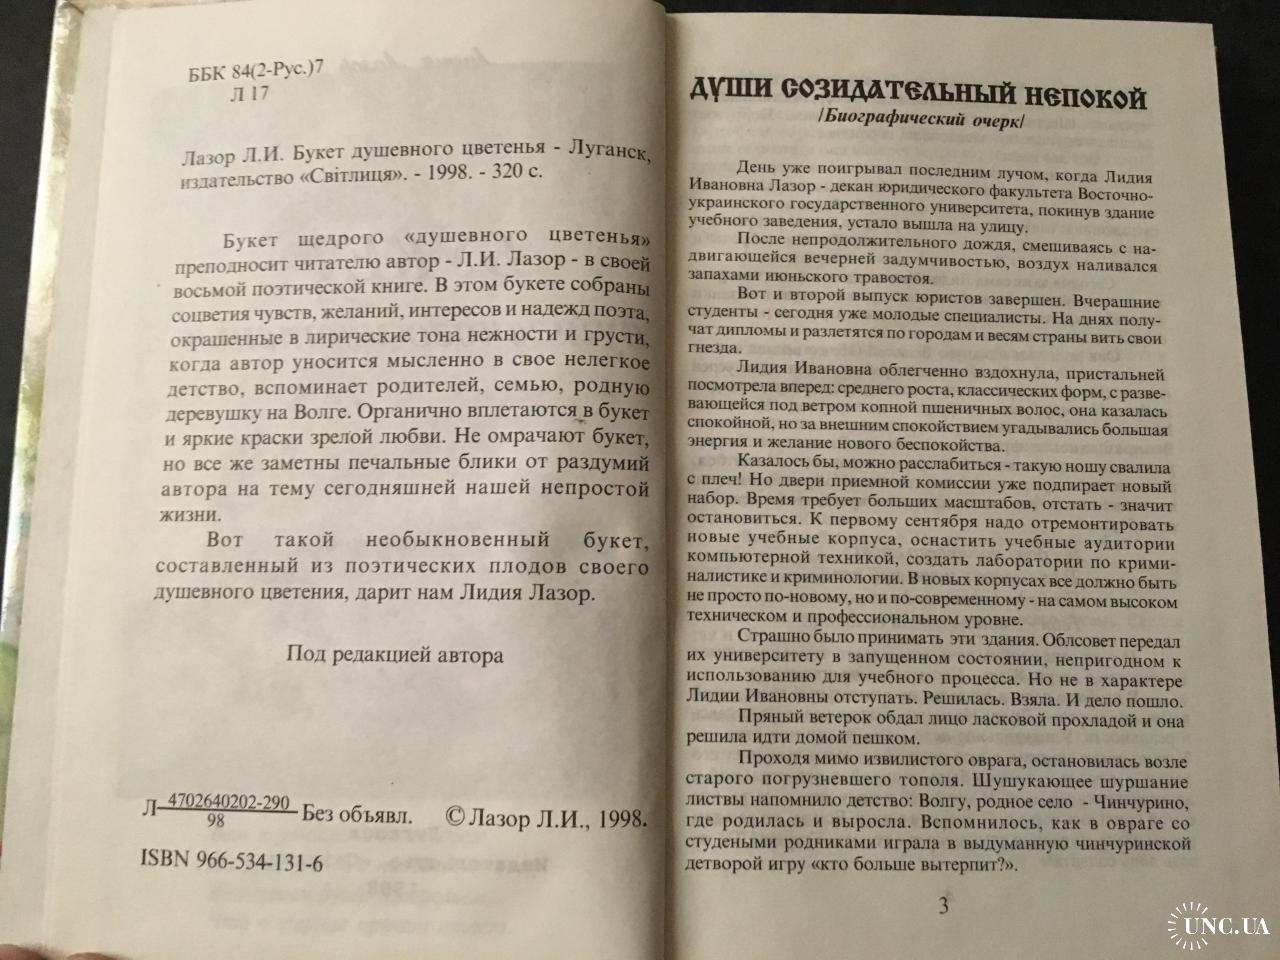 ББК 84(2-Рус.)7
Л 17
Лазор Л.И. Букет душевного цветенья - Луганск,
издательство «Світлиця». - 1998. - 320 с.
Букет щедрого «душевного цветенья»
преподносит читателю автор - Л.И. Лазор - в своей
восьмой поэтической книге. В этом букете собраны
соцветия чувств, желаний, интересов и надежд поэта,
окрашенные в лирические тона нежности и грусти,
когда автор уносится мысленно в свое нелегкое
детство, вспоминает родителей, семью, родную
деревушку на Волге. Органично вплетаются в букет
и яркие краски зрелой любви. Не омрачают букет,
но все же заметны печальные блики от раздумий
автора на тему сегодняшней нашей непростой
жизни.
Вот такой необыкновенный букет,
составленный из поэтических плодов своего
душевного цветения, дарит нам Лидия Лазор.
Под редакцией автора
Л 4702640202-290
98
Без объявл. © Лазор Л.И., 1998.
ISBN 966-534-131-6
ДУШИ СОЗИДАТЕЛЬНЫЙ НЕПОКОЙ
/Биографический очерк/
День уже поигрывал последним лучом, когда Лидия
Ивановна Лазор - декан юридического факультета Восточно-
украинского государственного университета, покинув здание
учебного заведения, устало вышла на улицу.
После непродолжительного дождя, смешиваясь с на-
двигающейся вечерней задумчивостью, воздух наливался
запахами июньского травостоя.
Вот и второй выпуск юристов завершен. Вчерашние
студенты - сегодня уже молодые специалисты. На днях полу-
чат дипломы и разлетятся по городам и весям страны вить свои
гнезда.
Лидия Ивановна облегченно вздохнула, пристальней
посмотрела вперед: среднего роста, классических форм, с разве-
вающейся под ветром копной пшеничных волос, она казалась
спокойной, но за внешним спокойствием угадывались большая
энергия и желание нового беспокойства.
Казалось бы, можно расслабиться - такую ношу свалила
с плеч! Но двери приемной комиссии уже подпирает новый
набор. Время требует больших масштабов, отстать - значит
остановиться. К первому сентября надо отремонтировать
новые учебные корпуса, оснастить учебные аудитории
компьютерной техникой, создать лаборатории по крими-
налистике и криминологии. В новых корпусах все должно быть
не просто по-новому, но и по-современному - на самом высоком
техническом и профессиональном уровне.
Страшно было принимать эти здания. Облсовет передал
их университету в запущенном состоянии, непригодном к
использованию для учебного процесса. Но не в характере
Лидии Ивановны отступать. Решилась. Взяла. И дело пошло.
Пряный ветерок обдал лицо ласковой прохладой и она
решила идти домой пешком.
Проходя мимо извилистого оврага, остановилась возле
старого погрузневшего тополя. Шушукающее шуршание
листвы напомнило детство: Волгу, родное село - Чинчурино,
где родилась и выросла. Вспомнилось, как в овраге со
студеными родниками играла в выдуманную чинчуринской
детворой игру «кто больше вытерпит?».
3
UNC.UA